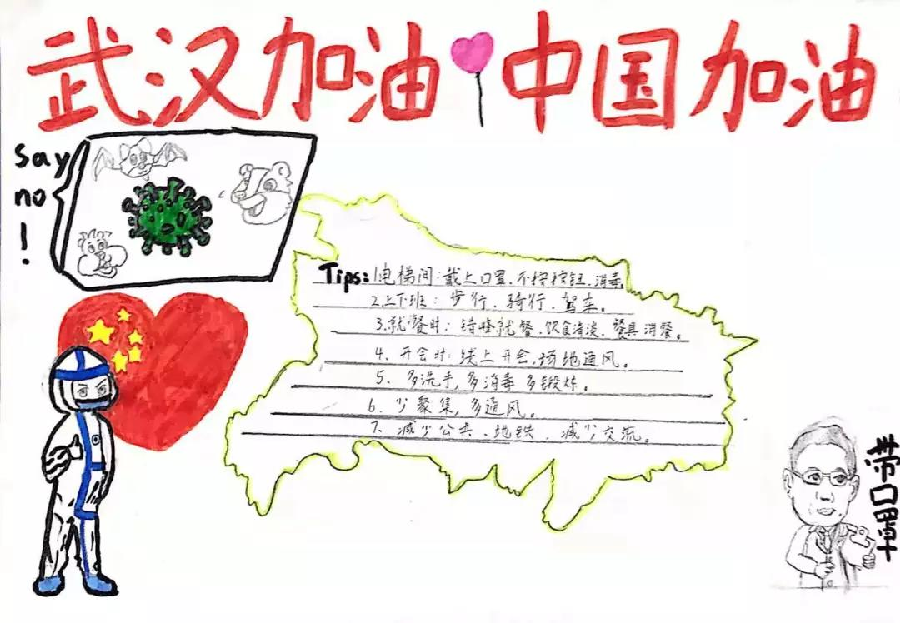 武汉加油 中国加油
Say
no
!
Tips:1电梯间:戴上口罩、不按按钮、消毒
2.上下班:步行、骑行、驾车。
3.就餐时:错峰就餐、饮食清淡、餐具消餐。
4.开会时:线上开会,场地通风。
5.多洗手,多消毒,多锻炼。
6.少聚集,多通风。
7.减少公共、地铁、减少交流。
带口罩